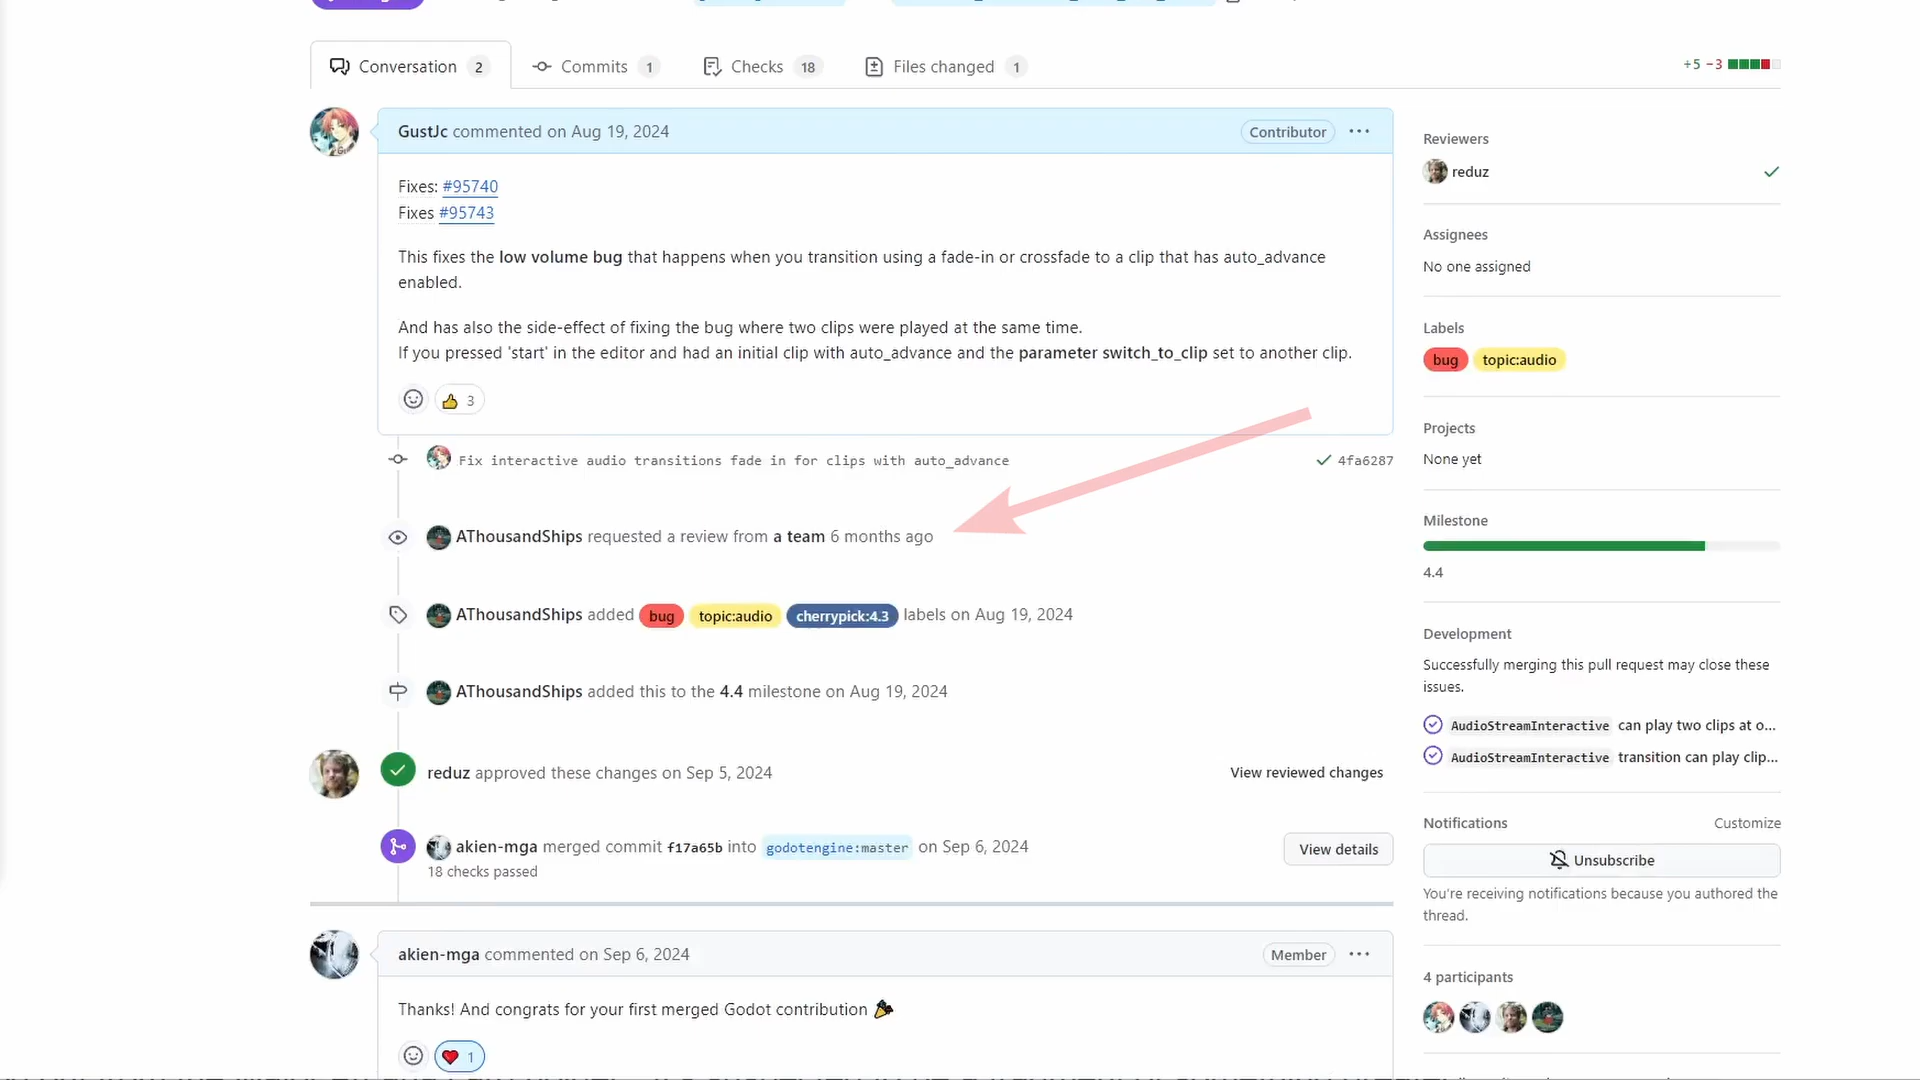 Conversation 2
Commits 1
Checks 18
Files changed 1
+5 −3
GustJc commented on Aug 19, 2024
Contributor
Fixes: #95740
Fixes #95743
This fixes the low volume bug that happens when you transition using a fade-in or crossfade to a clip that has auto_advance
enabled.
And has also the side-effect of fixing the bug where two clips were played at the same time.
If you pressed 'start' in the editor and had an initial clip with auto_advance and the parameter switch_to_clip set to another clip.
3
Fix interactive audio transitions fade in for clips with auto_advance
4fa6287
AThousandShips requested a review from a team 6 months ago
AThousandShips added bug topic:audio cherrypick:4.3 labels on Aug 19, 2024
AThousandShips added this to the 4.4 milestone on Aug 19, 2024
reduz approved these changes on Sep 5, 2024
View reviewed changes
akien-mga merged commit f17a65b into godotengine:master on Sep 6, 2024
View details
18 checks passed
akien-mga commented on Sep 6, 2024
Member
Thanks! And congrats for your first merged Godot contribution 🎉
1
Reviewers
reduz
Assignees
No one assigned
Labels
bug topic:audio
Projects
None yet
Milestone
4.4
Development
Successfully merging this pull request may close these
issues.
AudioStreamInteractive can play two clips at o...
AudioStreamInteractive transition can play clip...
Notifications
Customize
Unsubscribe
You're receiving notifications because you authored the
thread.
4 participants